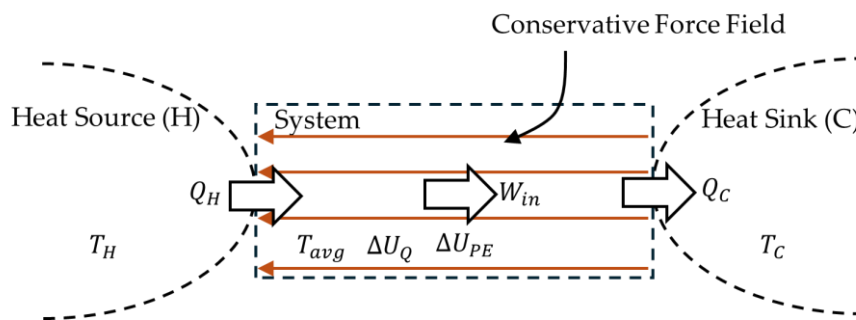 Conservative Force Field
Heat Source (H)
System
Heat Sink (C)
Q_H
W_in
Q_C
T_H
T_avg ΔU_Q ΔU_PE
T_C